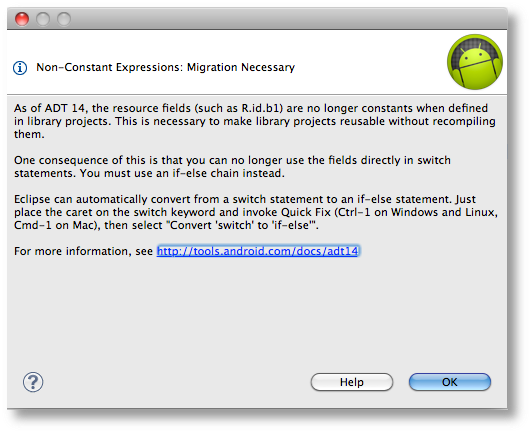 Non-Constant Expressions: Migration Necessary
As of ADT 14, the resource fields (such as R.id.b1) are no longer constants when defined
in library projects. This is necessary to make library projects reusable without recompiling
them.
One consequence of this is that you can no longer use the fields directly in switch
statements. You must use an if-else chain instead.
Eclipse can automatically convert from a switch statement to an if-else statement. Just
place the caret on the switch keyword and invoke Quick Fix (Ctrl-1 on Windows and Linux,
Cmd-1 on Mac), then select "Convert 'switch' to 'if-else'".
For more information, see http://tools.android.com/docs/adt14
?
Help
OK